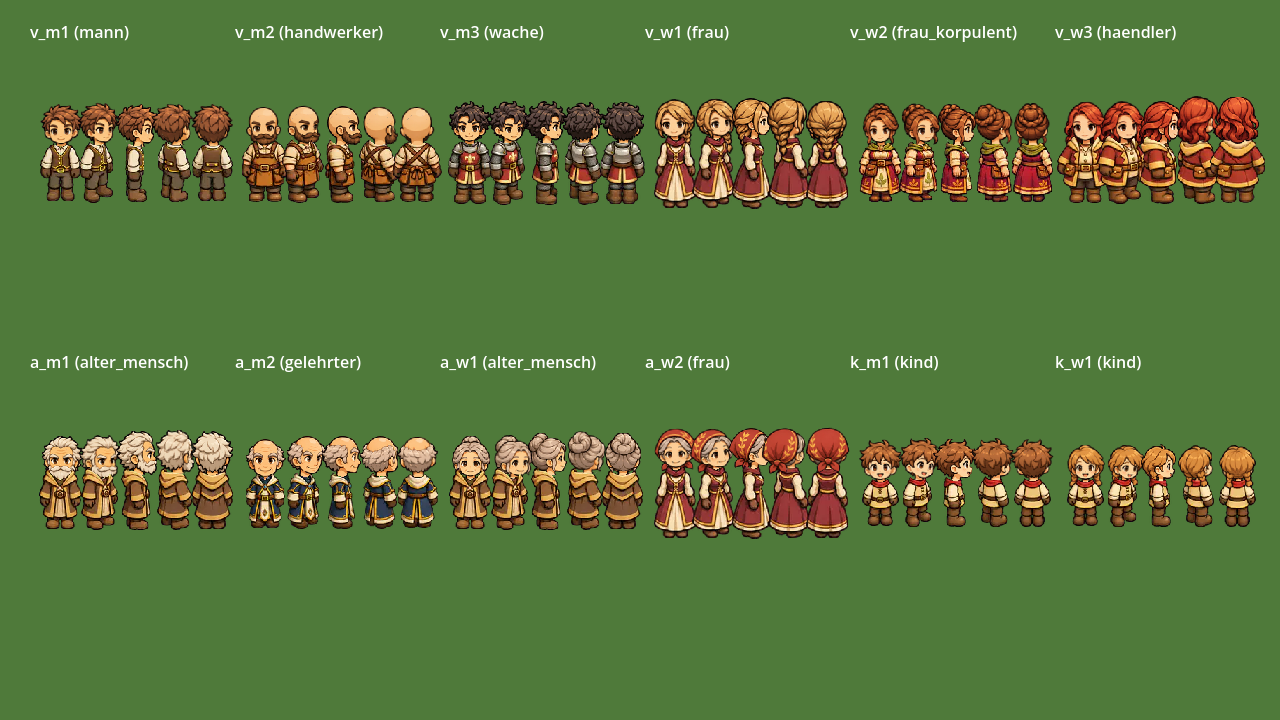 v_m1 (mann)
v_m2 (handwerker)
v_m3 (wache)
v_w1 (frau)
v_w2 (frau_korpulent)
v_w3 (haendler)
a_m1 (alter_mensch)
a_m2 (gelehrter)
a_w1 (alter_mensch)
a_w2 (frau)
k_m1 (kind)
k_w1 (kind)